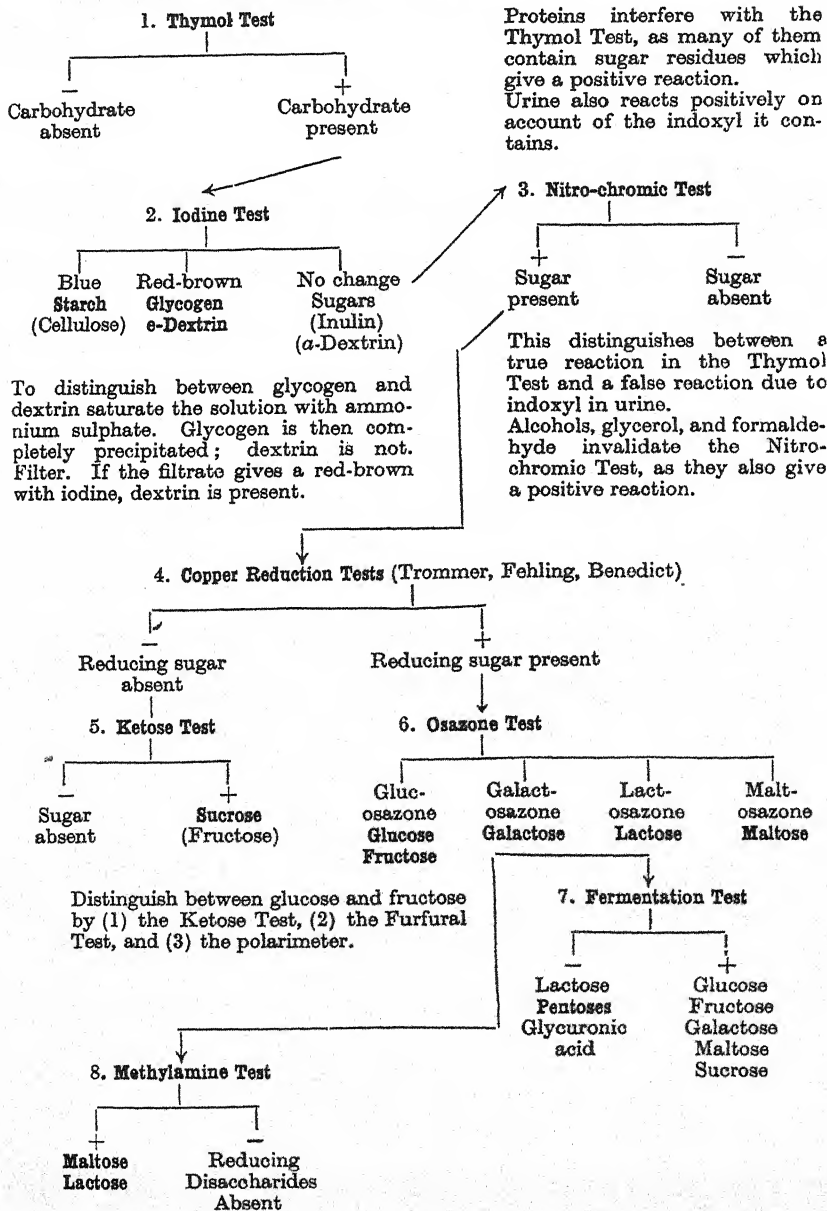 1. Thymol Test
−
Carbohydrate
absent
+
Carbohydrate
present
Proteins interfere with the
Thymol Test, as many of them
contain sugar residues which
give a positive reaction.
Urine also reacts positively on
account of the indoxyl it con-
tains.
2. Iodine Test
Blue
Starch
(Cellulose)
Red-brown
Glycogen
e-Dextrin
No change
Sugars
(Inulin)
(a-Dextrin)
3. Nitro-chromic Test
+
Sugar
present
−
Sugar
absent
To distinguish between glycogen and
dextrin saturate the solution with ammo-
nium sulphate. Glycogen is then com-
pletely precipitated; dextrin is not.
Filter. If the filtrate gives a red-brown
with iodine, dextrin is present.
This distinguishes between a
true reaction in the Thymol
Test and a false reaction due to
indoxyl in urine.
Alcohols, glycerol, and formalde-
hyde invalidate the Nitro-
chromic Test, as they also give
a positive reaction.
4. Copper Reduction Tests (Trommer, Fehling, Benedict)
−
Reducing sugar
absent
+
Reducing sugar present
5. Ketose Test
−
Sugar
absent
+
Sucrose
(Fructose)
6. Osazone Test
Gluc-
osazone
Glucose
Fructose
Galact-
osazone
Galactose
Lact-
osazone
Lactose
Malt-
osazone
Maltose
Distinguish between glucose and fructose
by (1) the Ketose Test, (2) the Furfural
Test, and (3) the polarimeter.
7. Fermentation Test
−
Lactose
Pentoses
Glycuronic
acid
+
Glucose
Fructose
Galactose
Maltose
Sucrose
8. Methylamine Test
+
Maltose
Lactose
−
Reducing
Disaccharides
Absent